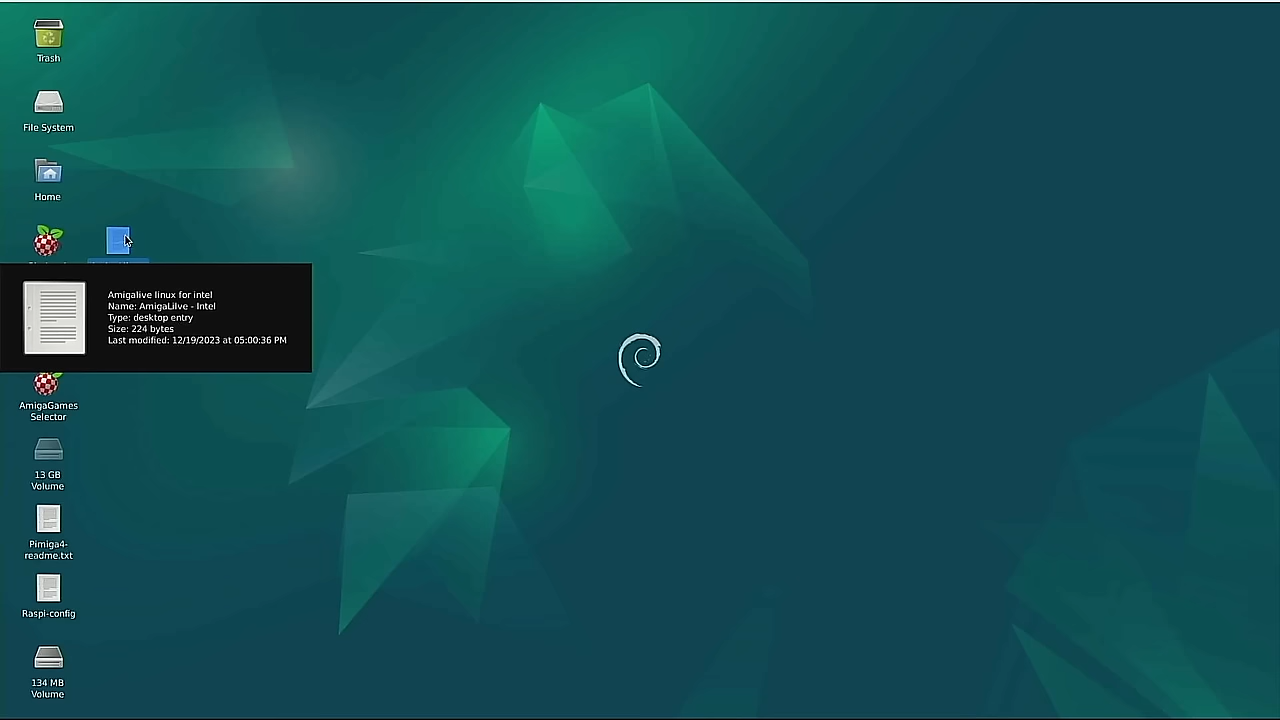 Trash
File System
Home
Amigalive linux for intel
Name: AmigaLilve - Intel
Type: desktop entry
Size: 224 bytes
Last modified: 12/19/2023 at 05:00:36 PM
AmigaGames
Selector
13 GB
Volume
Pimiga4-
readme.txt
Raspi-config
134 MB
Volume